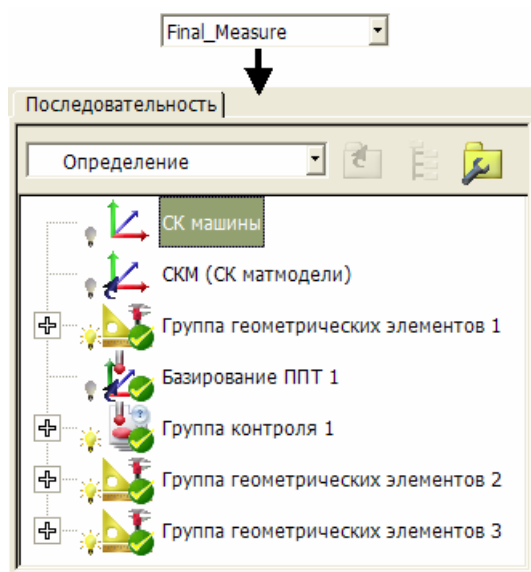 Final_Measure
Последовательность
Определение
СК машины
СКМ (СК матмодели)
Группа геометрических элементов 1
Базирование ППТ 1
Группа контроля 1
Группа геометрических элементов 2
Группа геометрических элементов 3